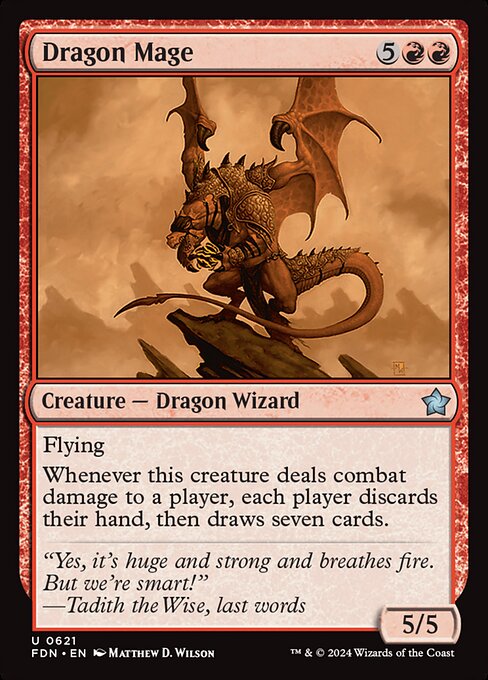 Dragon Mage 5
Creature — Dragon Wizard
Flying
Whenever this creature deals combat
damage to a player, each player discards
their hand, then draws seven cards.
“Yes, it’s huge and strong and breathes fire.
But we’re smart!”
—Tadith the Wise, last words
5/5
U 0621
FDN • EN Matthew D. Wilson
™ & © 2024 Wizards of the Coast